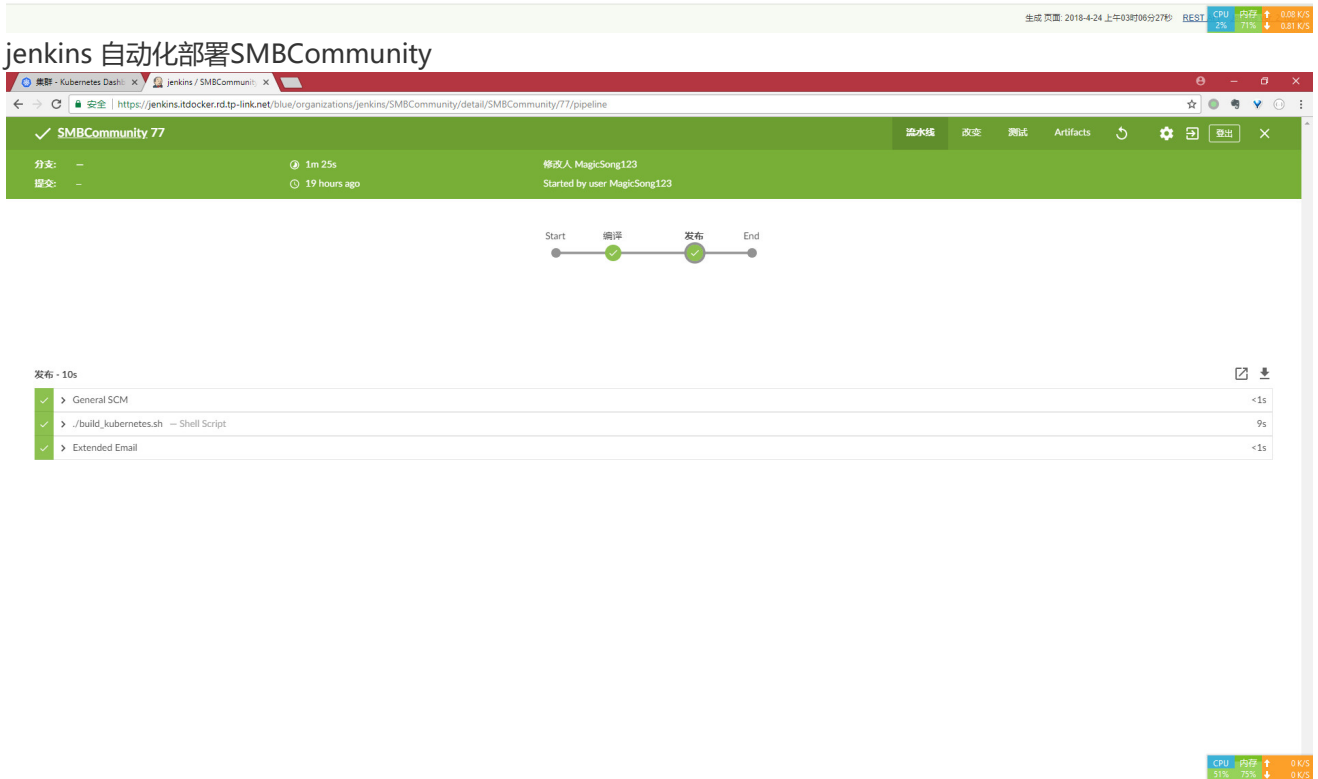 生成 页面: 2018-4-24 上午03时06分27秒 REST
CPU 内存 0.08 K/S
2% 71% 0.81 K/S
jenkins 自动化部署SMBCommunity
集群 - Kubernetes Dashb
jenkins / SMBCommunity
安全 | https://jenkins.itdocker.rd.tp-link.net/blue/organizations/jenkins/SMBCommunity/detail/SMBCommunity/77/pipeline
SMBCommunity 77 流水线 改变 测试 Artifacts 登出
分支: – 1m 25s 修改人 MagicSong123
提交: – 19 hours ago Started by user MagicSong123
Start 编译 发布 End
发布 - 10s
General SCM <1s
./build_kubernetes.sh — Shell Script 9s
Extended Email <1s
CPU 内存 0 K/S
51% 75% 0 K/S